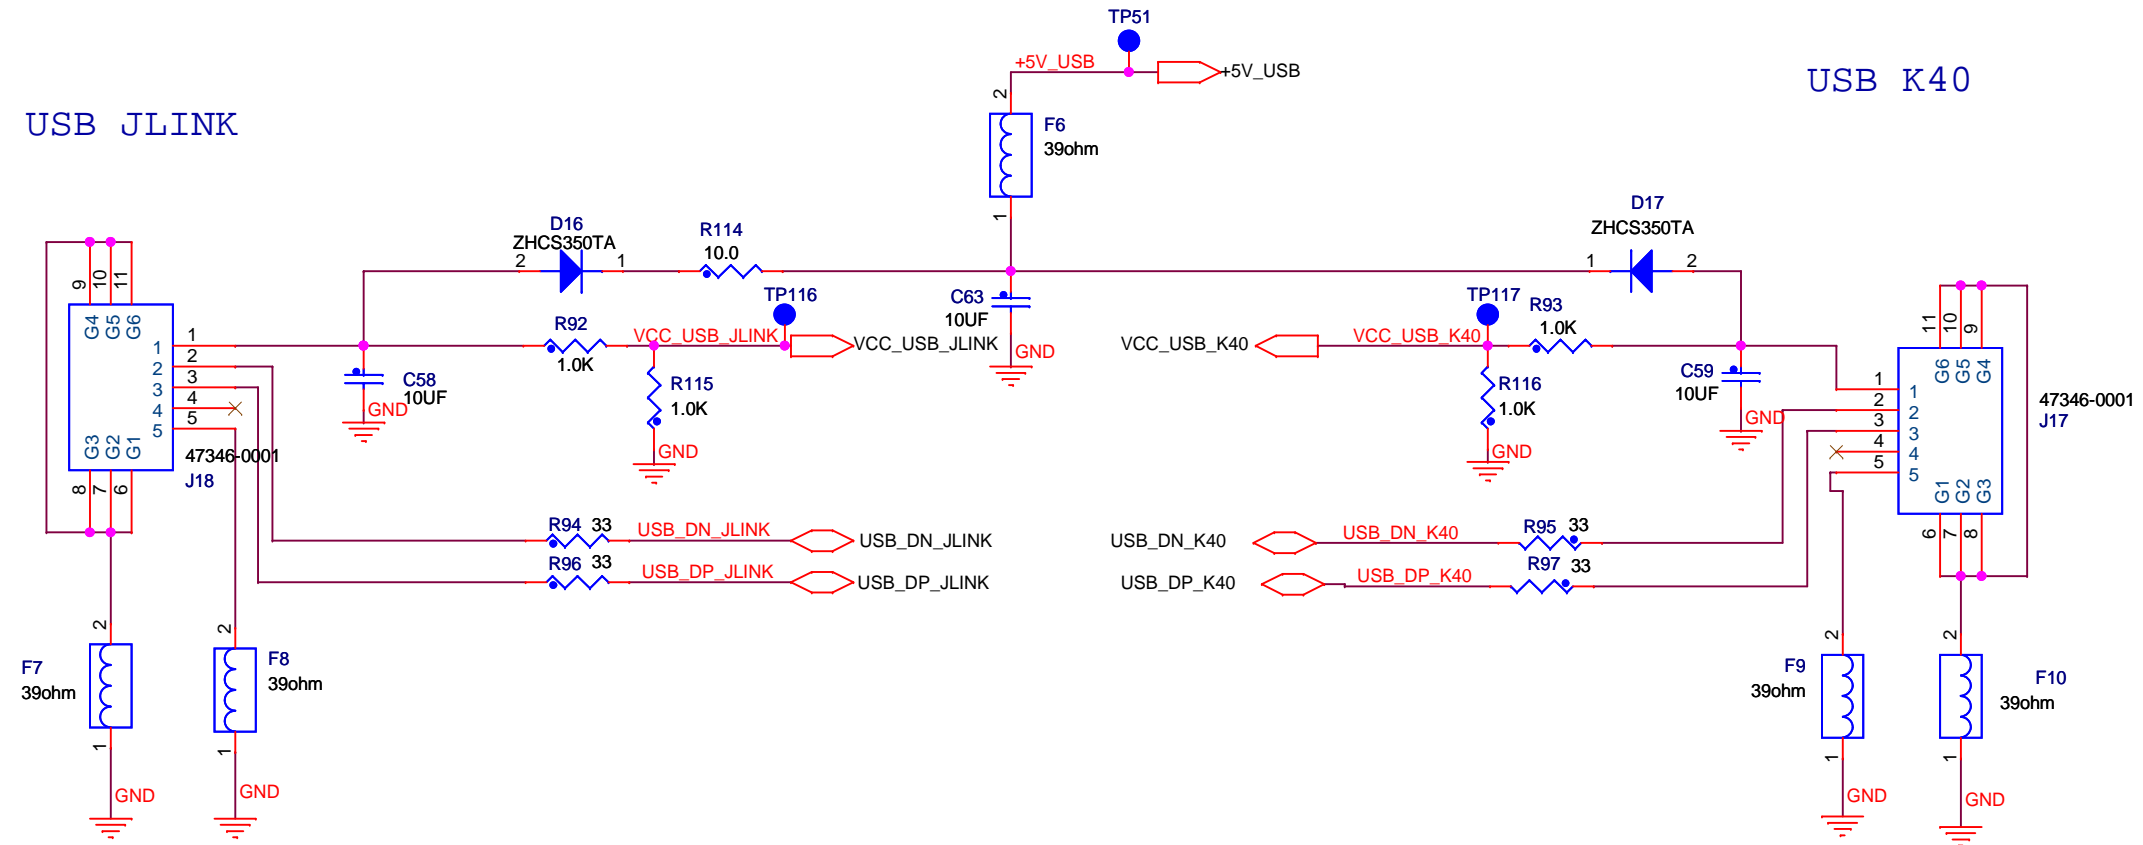 TP51
+5V_USB
+5V_USB
USB K40
USB JLINK
2
F6
39ohm
1
D16
ZHCS350TA
2
1
R114
10.0
D17
ZHCS350TA
1
2
9
10
11
G4
G5
G6
1
2
3
4
5
1
2
3
4
5
G3
G2
G1
8
7
6
47346-0001
J18
C58
10UF
GND
R92
1.0K
VCC_USB_JLINK
TP116
VCC_USB_JLINK
R115
1.0K
GND
C63
10UF
GND
TP117
VCC_USB_K40
VCC_USB_K40
R93
1.0K
R116
1.0K
GND
C59
10UF
GND
11
10
9
G6
G5
G4
1
2
3
4
5
1
2
3
4
5
G1
G2
G3
6
7
8
47346-0001
J17
R94 33
USB_DN_JLINK
USB_DN_JLINK
R96 33
USB_DP_JLINK
USB_DP_JLINK
USB_DN_K40
USB_DN_K40
R95 33
USB_DP_K40
USB_DP_K40
R97 33
2
F7
39ohm
1
GND
2
F8
39ohm
1
GND
2
F9
39ohm
1
GND
2
F10
39ohm
1
GND